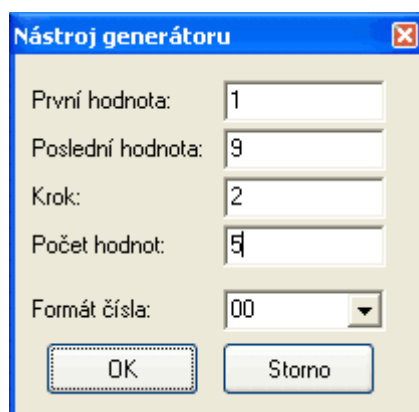 Nástroj generátoru
První hodnota: 1
Poslední hodnota: 9
Krok: 2
Počet hodnot: 5
Formát čísla: 00
OK Storno